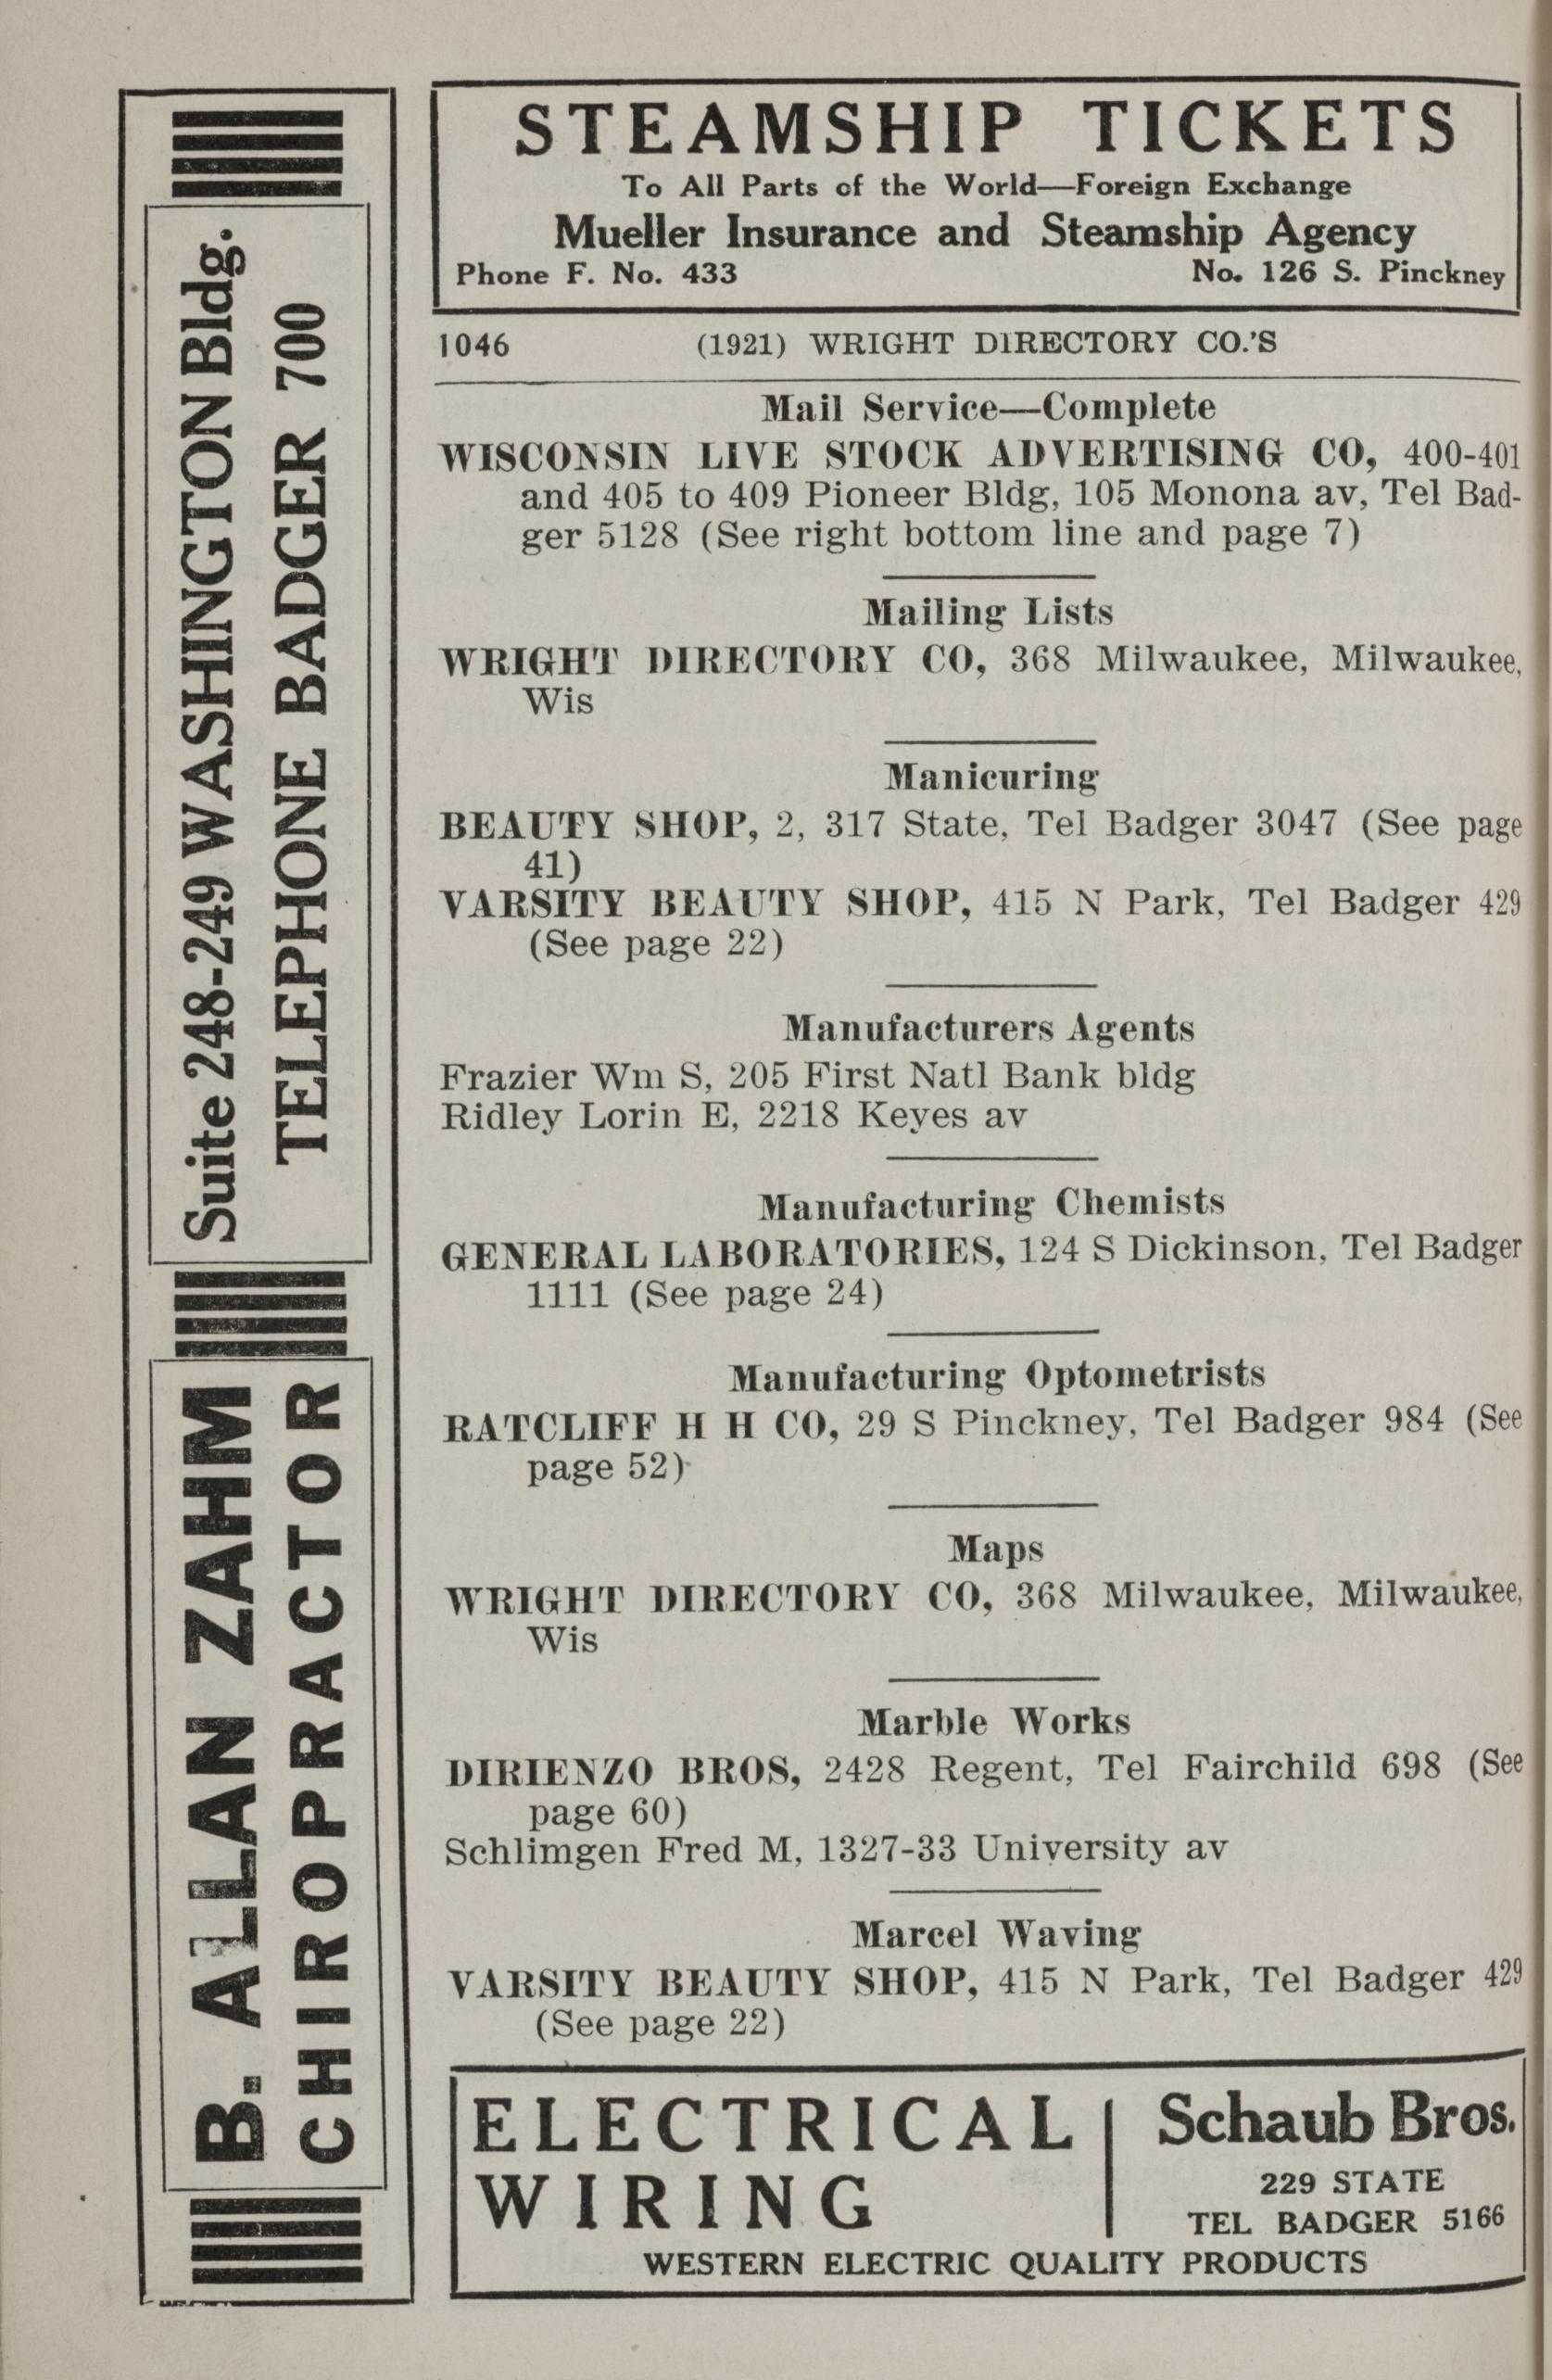 STEAMSHIP TICKETS
To All Parts of the World—Foreign Exchange
Mueller Insurance and Steamship Agency
Phone F. No. 433 No. 126 S. Pinckney
1046 (1921) WRIGHT DIRECTORY CO.'S
Mail Service—Complete
WISCONSIN LIVE STOCK ADVERTISING CO, 400-401
and 405 to 409 Pioneer Bldg, 105 Monona av, Tel Bad-
ger 5128 (See right bottom line and page 7)
Mailing Lists
WRIGHT DIRECTORY CO, 368 Milwaukee, Milwaukee,
Wis
Manicuring
BEAUTY SHOP, 2, 317 State, Tel Badger 3047 (See page
41)
VARSITY BEAUTY SHOP, 415 N Park, Tel Badger 429
(See page 22)
Manufacturers Agents
Frazier Wm S, 205 First Natl Bank bldg
Ridley Lorin E, 2218 Keyes av
Manufacturing Chemists
GENERAL LABORATORIES, 124 S Dickinson, Tel Badger
1111 (See page 24)
Manufacturing Optometrists
RATCLIFF H H CO, 29 S Pinckney, Tel Badger 984 (See
page 52)
Maps
WRIGHT DIRECTORY CO, 368 Milwaukee, Milwaukee,
Wis
Marble Works
DIRIENZO BROS, 2428 Regent, Tel Fairchild 698 (See
page 60)
Schlimgen Fred M, 1327-33 University av
Marcel Waving
VARSITY BEAUTY SHOP, 415 N Park, Tel Badger 429
(See page 22)
ELECTRICAL
WIRING
Schaub Bros.
229 STATE
TEL BADGER 5166
WESTERN ELECTRIC QUALITY PRODUCTS
B. ALLAN ZAHM
CHIROPRACTOR
Suite 248-249 WASHINGTON Bldg.
TELEPHONE BADGER 700